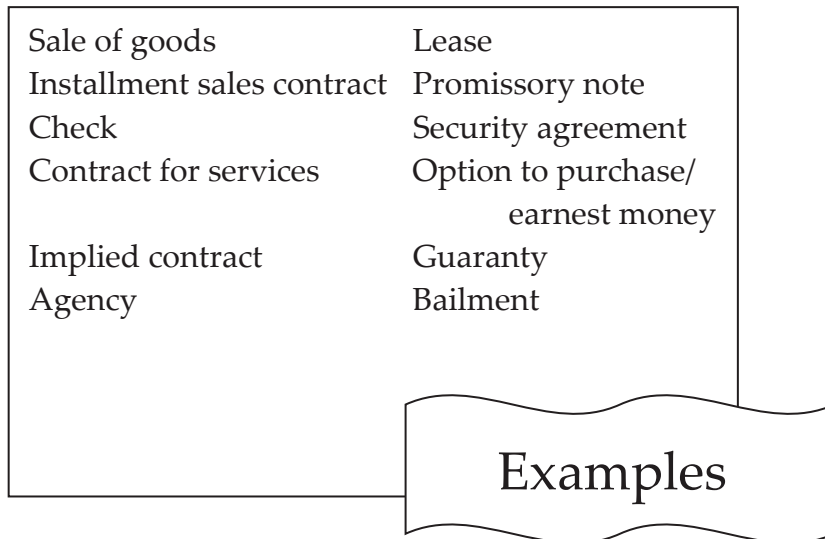 Sale of goods
Installment sales contract
Check
Contract for services
Implied contract
Agency
Lease
Promissory note
Security agreement
Option to purchase/
earnest money
Guaranty
Bailment
Examples